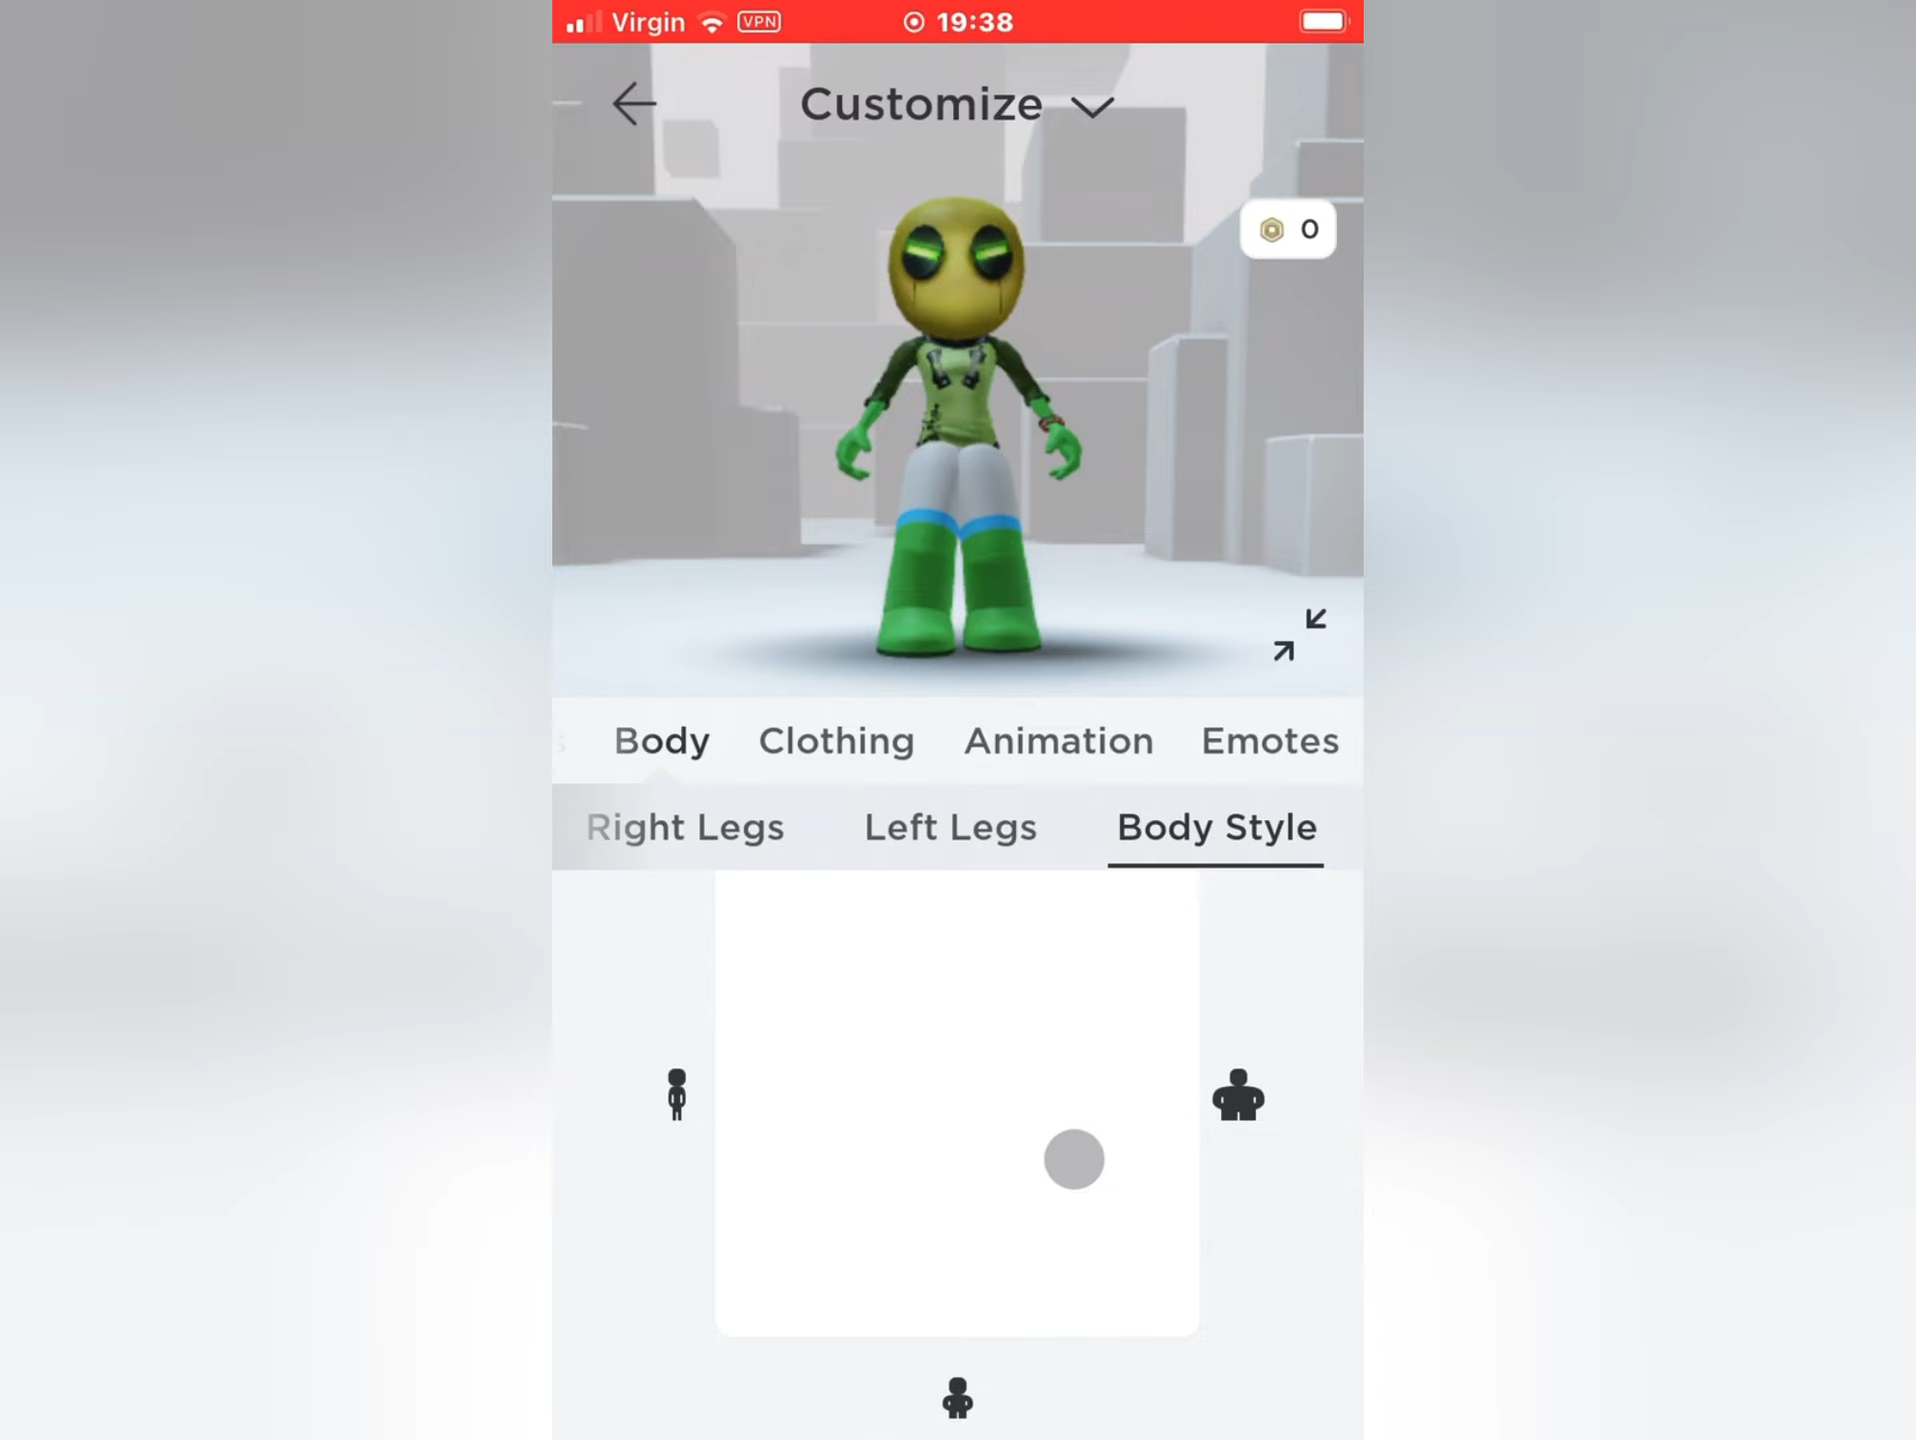 Virgin VPN 19:38
Customize
0
Body Clothing Animation Emotes
Right Legs Left Legs Body Style